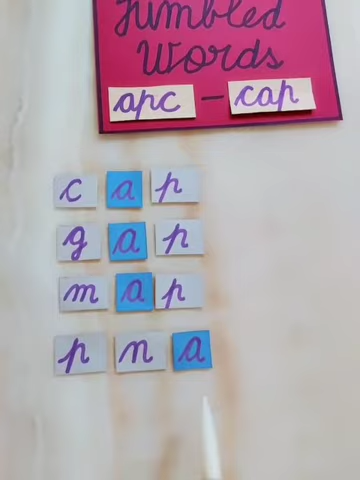 Jumbled
Words
apc - cap
c a p
g a p
m a p
p n a